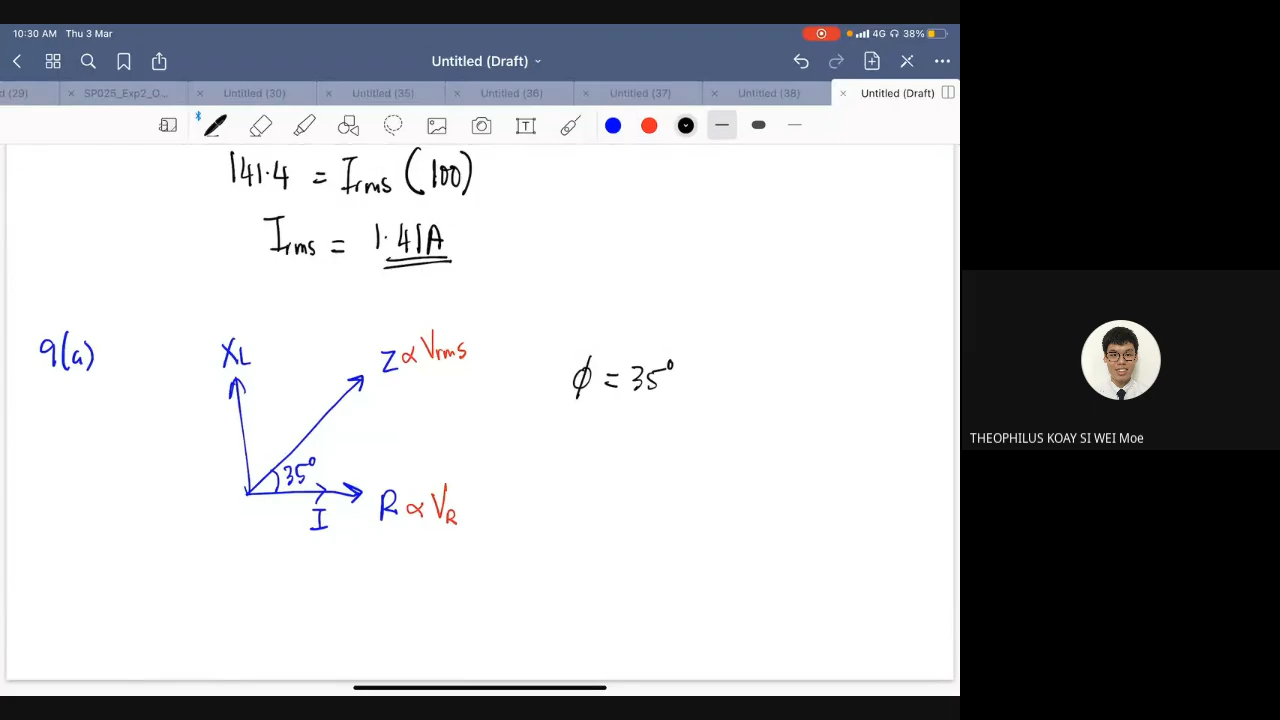 10:30 AM Thu 3 Mar
4G 38%
Untitled (Draft)
d (29)
SP025_Exp2_O...
Untitled (30)
Untitled (35)
Untitled (36)
Untitled (37)
Untitled (38)
Untitled (Draft)
141.4 = Irms (100)
Irms = 1.41A
9(a)
XL
Z ∝ Vrms
ϕ = 35°
35°
R ∝ VR
I
THEOPHILUS KOAY SI WEI Moe